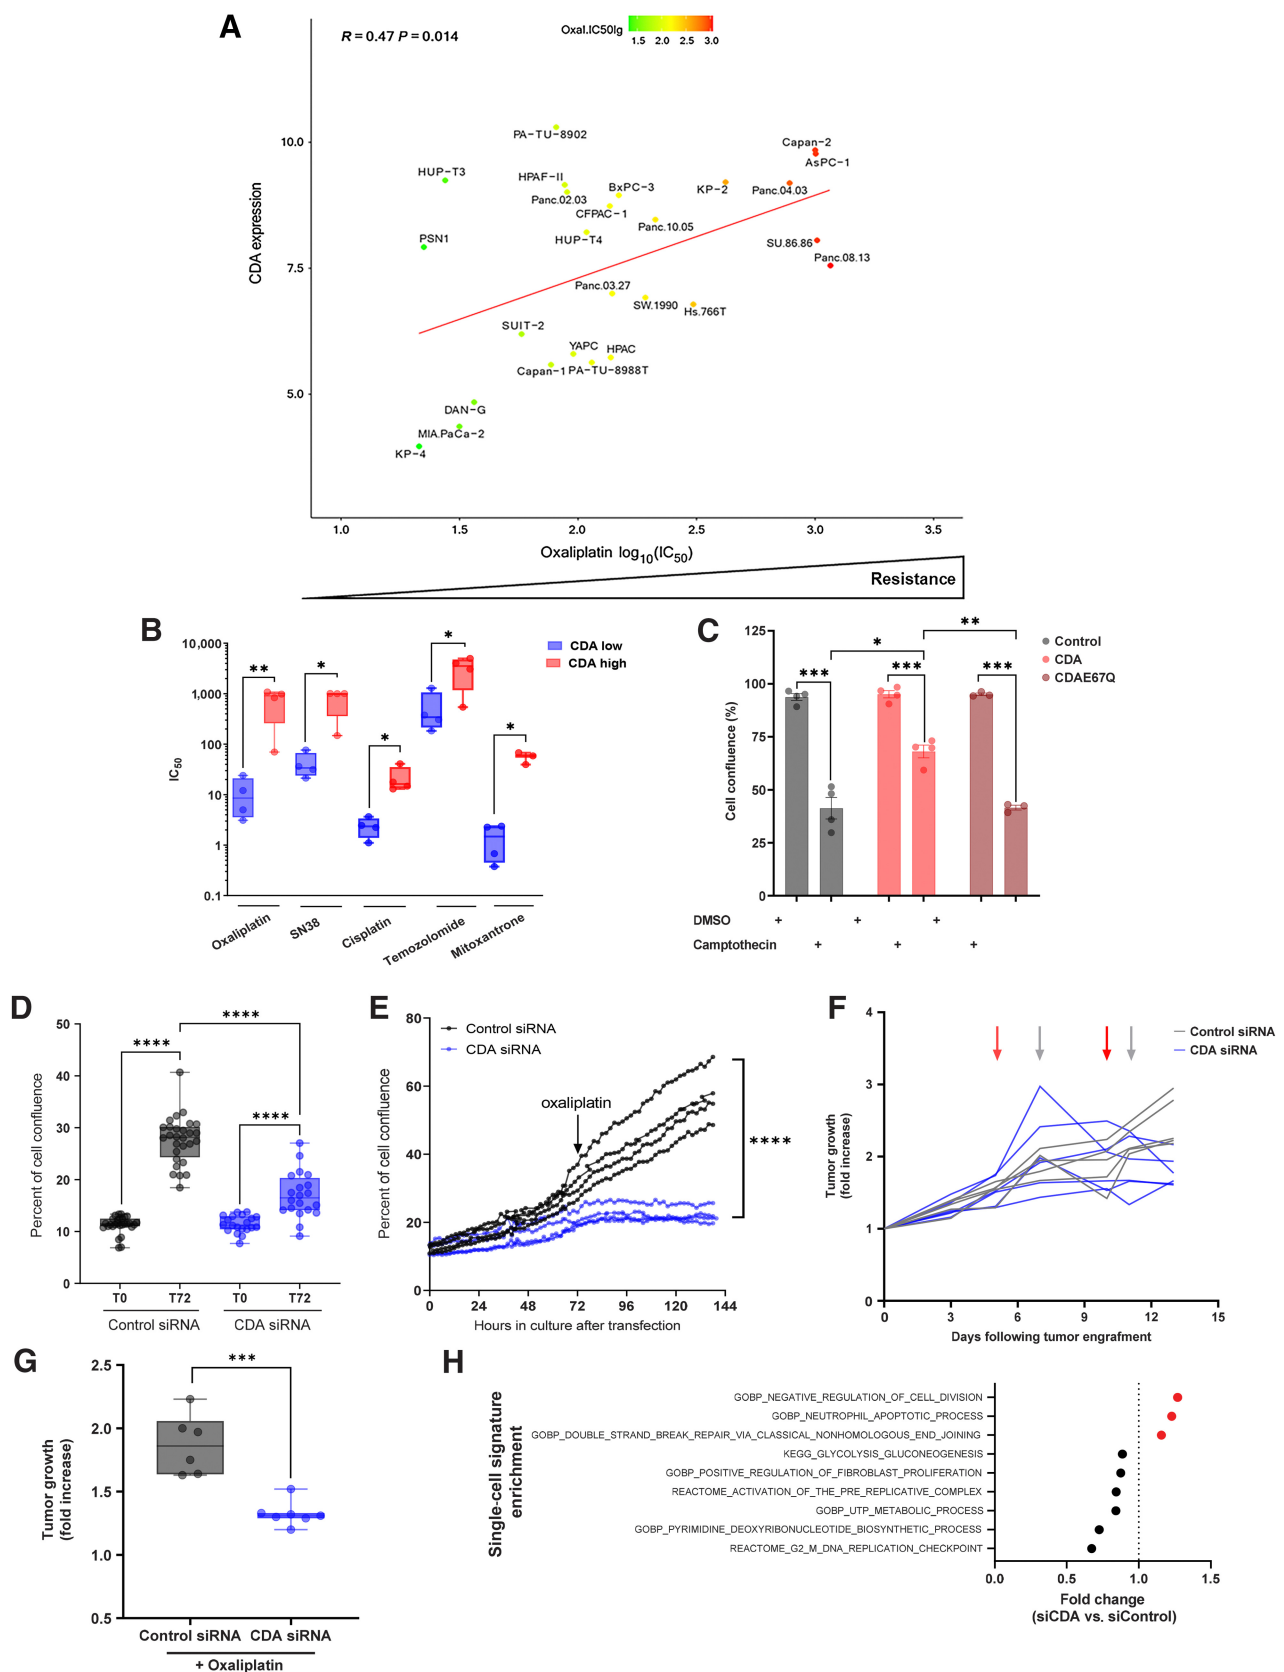 A
R = 0.47 P = 0.014
Oxal.IC50lg
1.5 2.0 2.5 3.0
CDA expression
10.0
7.5
5.0
PA-TU-8902
Capan-2
AsPC-1
HUP-T3
HPAF-II
Panc.02.03
BxPC-3
KP-2
Panc.04.03
CFPAC-1
Panc.10.05
PSN1
HUP-T4
SU.86.86
Panc.08.13
Panc.03.27
SW.1990
Hs.766T
SUIT-2
YAPC
HPAC
Capan-1
PA-TU-8988T
DAN-G
MIA.PaCa-2
KP-4
1.0 1.5 2.0 2.5 3.0 3.5
Oxaliplatin log10(IC50)
Resistance
B
IC50
10,000
1,000
100
10
1
0.1
** * * * *
CDA low
CDA high
Oxaliplatin
SN38
Cisplatin
Temozolomide
Mitoxantrone
C
Cell confluence (%)
125
100
75
50
25
0
* **
*** *** ***
Control
CDA
CDAE67Q
DMSO + + +
Camptothecin + + +
D
Percent of cell confluence
50
40
30
20
10
0
****
**** ****
T0 T72 T0 T72
Control siRNA CDA siRNA
E
Percent of cell confluence
80
60
40
20
0
Control siRNA
CDA siRNA
oxaliplatin
****
0 24 48 72 96 120 144
Hours in culture after transfection
F
Tumor growth
(fold increase)
4
3
2
1
0
Control siRNA
CDA siRNA
0 3 6 9 12 15
Days following tumor engrafment
G
Tumor growth
(fold increase)
2.5
2.0
1.5
1.0
0.5
***
Control siRNA CDA siRNA
+ Oxaliplatin
H
Single-cell signature
enrichment
GOBP_NEGATIVE_REGULATION_OF_CELL_DIVISION
GOBP_NEUTROPHIL_APOPTOTIC_PROCESS
GOBP_DOUBLE_STRAND_BREAK_REPAIR_VIA_CLASSICAL_NONHOMOLOGOUS_END_JOINING
KEGG_GLYCOLYSIS_GLUCONEOGENESIS
GOBP_POSITIVE_REGULATION_OF_FIBROBLAST_PROLIFERATION
REACTOME_ACTIVATION_OF_THE_PRE_REPLICATIVE_COMPLEX
GOBP_UTP_METABOLIC_PROCESS
GOBP_PYRIMIDINE_DEOXYRIBONUCLEOTIDE_BIOSYNTHETIC_PROCESS
REACTOME_G2_M_DNA_REPLICATION_CHECKPOINT
0.0 0.5 1.0 1.5
Fold change
(siCDA vs. siControl)